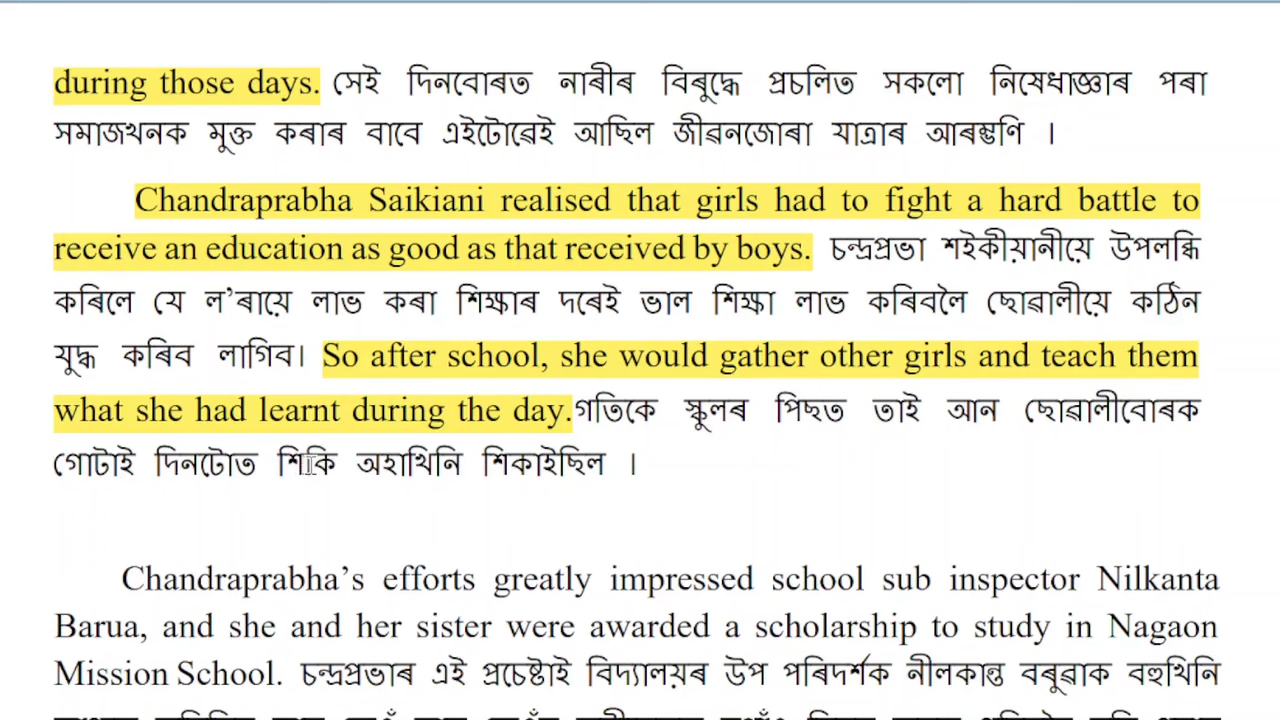 during those days. সেই দিনবোৰত নাৰীৰ বিৰুদ্ধে প্ৰচলিত সকলো নিষেধাজ্ঞাৰ পৰা
সমাজখনক মুক্ত কৰাৰ বাবে এইটোৱেই আছিল জীৱনজোৰা যাত্ৰাৰ আৰম্ভণি ।
Chandraprabha Saikiani realised that girls had to fight a hard battle to
receive an education as good as that received by boys. চন্দ্ৰপ্ৰভা শইকীয়ানীয়ে উপলব্ধি
কৰিলে যে ল’ৰায়ে লাভ কৰা শিক্ষাৰ দৰেই ভাল শিক্ষা লাভ কৰিবলৈ ছোৱালীয়ে কঠিন
যুদ্ধ কৰিব লাগিব। So after school, she would gather other girls and teach them
what she had learnt during the day.গতিকে স্কুলৰ পিছত তাই আন ছোৱালীবোৰক
গোটাই দিনটোত শিকি অহাখিনি শিকাইছিল ।
Chandraprabha’s efforts greatly impressed school sub inspector Nilkanta
Barua, and she and her sister were awarded a scholarship to study in Nagaon
Mission School. চন্দ্ৰপ্ৰভাৰ এই প্ৰচেষ্টাই বিদ্যালয়ৰ উপ পৰিদৰ্শক নীলকান্ত বৰুৱাক বহুখিনি